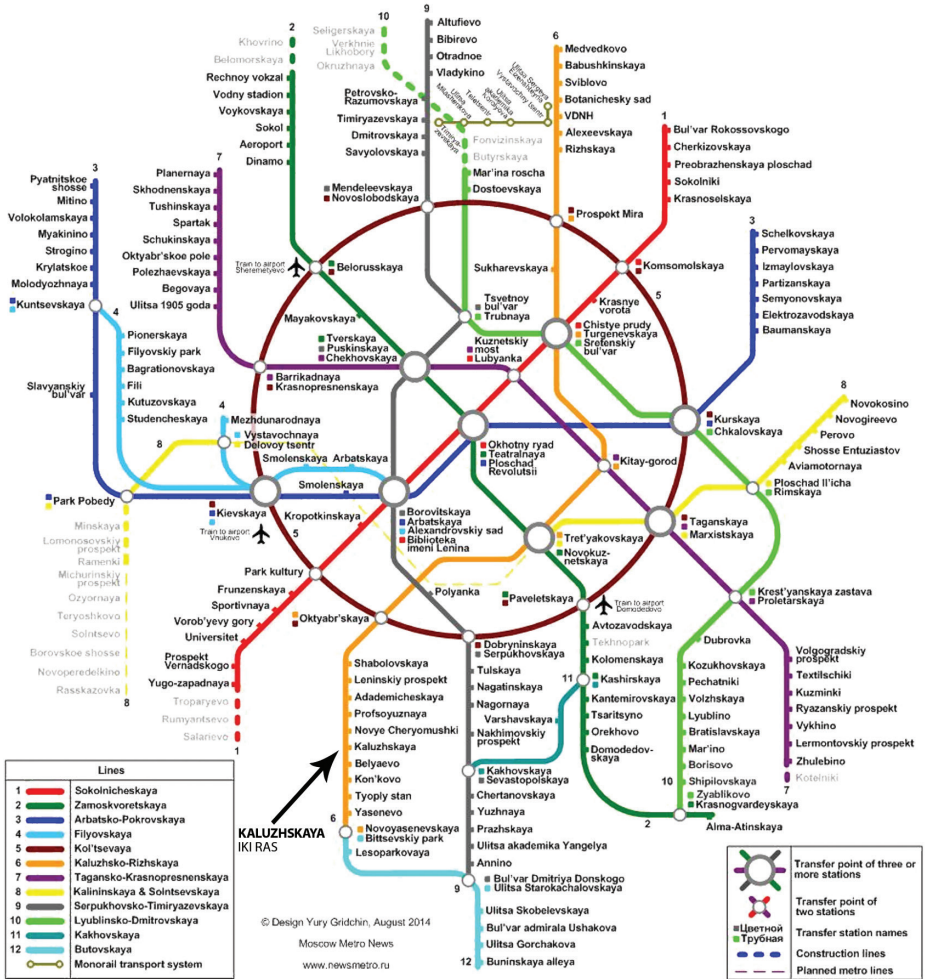 2
Khovrino
Belomorskaya
Rechnoy vokzal
Vodny stadion
Voykovskaya
Sokol
Aeroport
Dinamo
10
Seligerskaya
Verkhnie
Likhobory
Okruzhnaya
9
Altufievo
Bibirevo
Otradnoe
Vladykino
Petrovsko-
Razumovskaya
Timiryazevskaya
Dmitrovskaya
Savyolovskaya
Timirya-
zevskaya
Ulitsa
Milashenkova
Teletsentr
Ulitsa
akademika
Korolyova
Vystavochny tsentr
Ulitsa Sergeya
Eizenshteyna
Fonvizinskaya
Butyrskaya
Mar'ina roscha
Dostoevskaya
6
Medvedkovo
Babushkinskaya
Sviblovo
Botanichesky sad
VDNH
Alexeevskaya
Rizhskaya
1
Bul'var Rokossovskogo
Cherkizovskaya
Preobrazhenskaya ploschad
Sokolniki
Krasnoselskaya
3
Pyatnitskoe
shosse
Mitino
Volokolamskaya
Myakinino
Strogino
Krylatskoe
Molodyozhnaya
Kuntsevskaya
7
Planernaya
Skhodnenskaya
Tushinskaya
Spartak
Schukinskaya
Oktyabr'skoe pole
Polezhaevskaya
Begovaya
Ulitsa 1905 goda
Mendeleevskaya
Novoslobodskaya
Prospekt Mira
3
Schelkovskaya
Pervomayskaya
Izmaylovskaya
Partizanskaya
Semyonovskaya
Elektrozavodskaya
Baumanskaya
Train to airport
Sheremetyevo
Belorusskaya
Sukharevskaya
Komsomolskaya
5
Krasnye
vorota
Mayakovskaya
Tsvetnoy
bul'var
Trubnaya
Tverskaya
Puskinskaya
Chekhovskaya
Kuznetskiy
most
Lubyanka
Chistye prudy
Turgenevskaya
Sretenskiy
bul'var
4
Pionerskaya
Filyovskiy park
Bagrationovskaya
Fili
Kutuzovskaya
Studencheskaya
Slavyanskiy
bul'var
Barrikadnaya
Krasnopresnenskaya
4
Mezhdunarodnaya
Vystavochnaya
Delovoy tsentr
8
Smolenskaya
Arbatskaya
Smolenskaya
Okhotny ryad
Teatralnaya
Ploschad
Revolutsii
Kitay-gorod
Kurskaya
Chkalovskaya
8
Novokosino
Novogireevo
Perovo
Shosse Entuziastov
Aviamotornaya
Ploschad Il'icha
Rimskaya
Park Pobedy
Minskaya
Lomonosovskiy
prospekt
Ramenki
Michurinskiy
prospekt
Ozyornaya
Teryoshkovo
Solntsevo
Borovskoe shosse
Novoperedelkino
Rasskazovka
8
Kievskaya
Train to airport
Vnukovo
5
Kropotkinskaya
Borovitskaya
Arbatskaya
Alexandrovskiy sad
Biblioteka
imeni Lenina
Tret'yakovskaya
Novokuz-
netskaya
Taganskaya
Marxistskaya
Park kultury
Frunzenskaya
Sportivnaya
Vorob'yevy gory
Universitet
Prospekt
Vernadskogo
Yugo-zapadnaya
Troparyevo
Rumyantsevo
Salarievo
1
Polyanka
Oktyabr'skaya
Paveletskaya
Train to airport
Domodedovo
Krest'yanskaya zastava
Proletarskaya
Dobryninskaya
Serpukhovskaya
Tulskaya
Nagatinskaya
Nagornaya
Nakhimovskiy
prospekt
Shabolovskaya
Leninskiy prospekt
Adademicheskaya
Profsoyuznaya
Novye Cheryomushki
Kaluzhskaya
Belyaevo
Kon'kovo
Tyoply stan
Yasenevo
6
Novoyasenevskaya
Bittsevskiy park
Lesoparkovaya
KALUZHSKAYA
IKI RAS
Avtozavodskaya
Tekhnopark
Kolomenskaya
11
Kashirskaya
Varshavskaya
Kantemirovskaya
Tsaritsyno
Orekhovo
Domodedov-
skaya
Kakhovskaya
Sevastopolskaya
Chertanovskaya
Yuzhnaya
Prazhskaya
Ulitsa akademika Yangelya
Annino
9
Bul'var Dmitriya Donskogo
Ulitsa Starokachalovskaya
Ulitsa Skobelevskaya
Bul'var admirala Ushakova
Ulitsa Gorchakova
Buninskaya alleya
12
Dubrovka
Kozukhovskaya
Pechatniki
Volzhskaya
Lyublino
Bratislavskaya
Mar'ino
Borisovo
10
Shipilovskaya
Zyablikovo
Krasnogvardeyskaya
2
Alma-Atinskaya
Volgogradskiy
prospekt
Textilschiki
Kuzminki
Ryazanskiy prospekt
Vykhino
Lermontovskiy prospekt
Zhulebino
Kotelniki
7
Lines
1 Sokolnicheskaya
2 Zamoskvoretskaya
3 Arbatsko-Pokrovskaya
4 Filyovskaya
5 Kol'tsevaya
6 Kaluzhsko-Rizhskaya
7 Tagansko-Krasnopresnenskaya
8 Kalininskaya & Solntsevskaya
9 Serpukhovsko-Timiryazevskaya
10 Lyublinsko-Dmitrovskaya
11 Kakhovskaya
12 Butovskaya
Monorail transport system
© Design Yury Gridchin, August 2014
Moscow Metro News
www.newsmetro.ru
Transfer point of three or
more stations
Transfer point of
two stations
Цветной
Трубная
Transfer station names
Construction lines
Planned metro lines